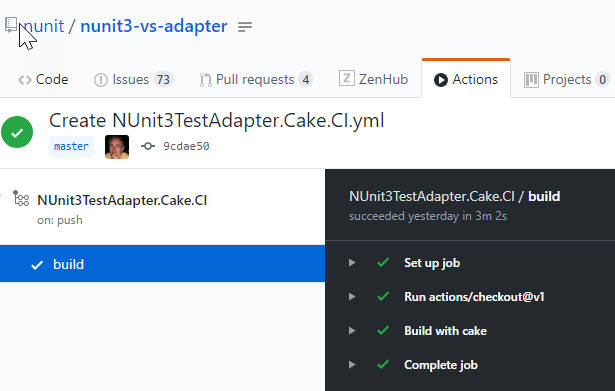 nunit / nunit3-vs-adapter
Code Issues 73 Pull requests 4 ZenHub Actions Projects 0
Create NUnit3TestAdapter.Cake.CI.yml
master 9cdae50
NUnit3TestAdapter.Cake.CI
on: push
build
NUnit3TestAdapter.Cake.CI / build
succeeded yesterday in 3m 2s
Set up job
Run actions/checkout@v1
Build with cake
Complete job